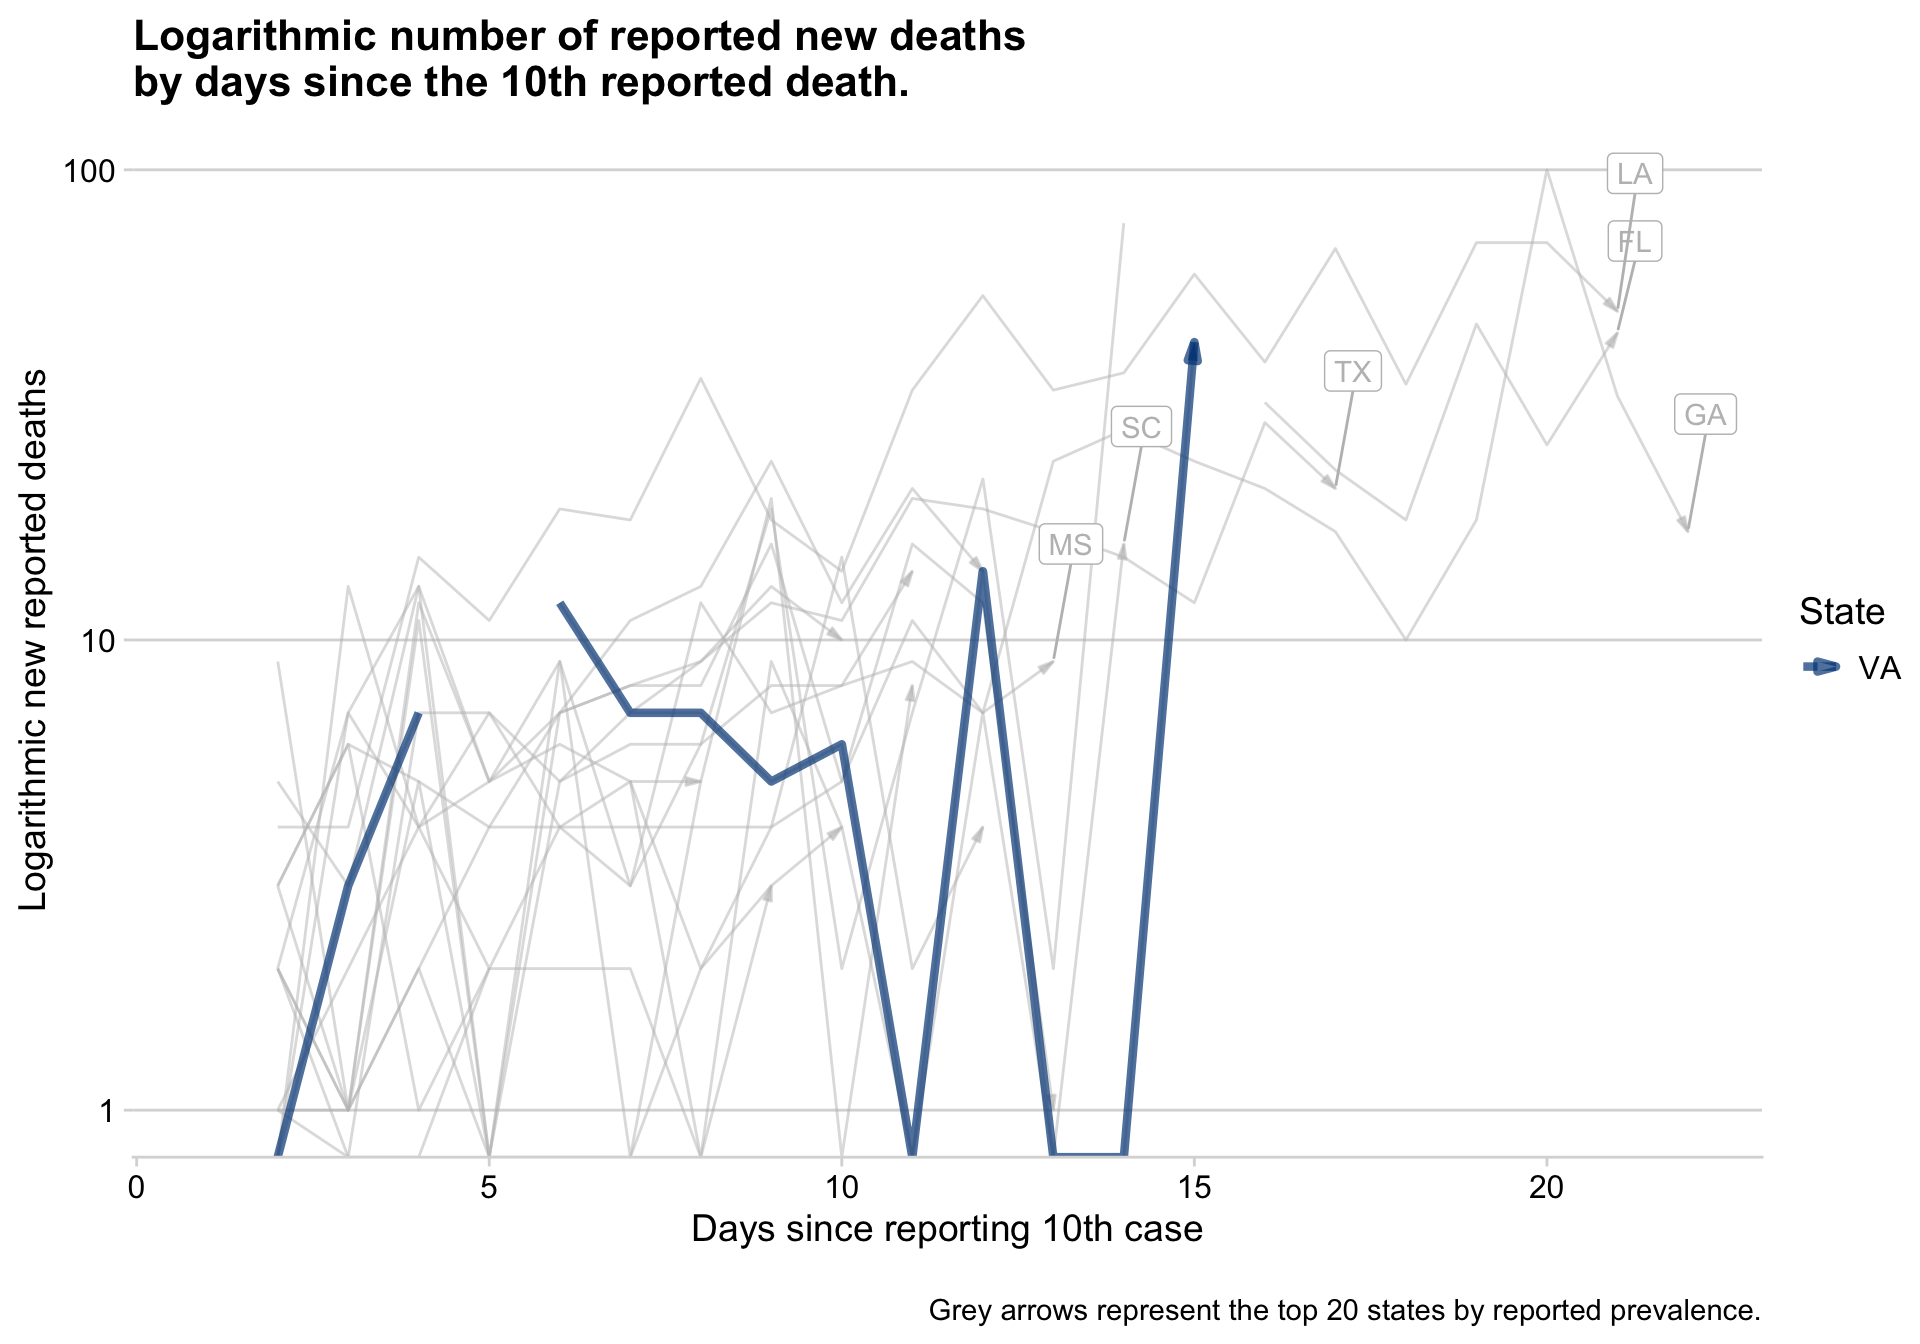 Logarithmic number of reported new deaths
by days since the 10th reported death.
Logarithmic new reported deaths
100
10
1
LA
FL
TX
GA
SC
MS
State
VA
0 5 10 15 20
Days since reporting 10th case
Grey arrows represent the top 20 states by reported prevalence.